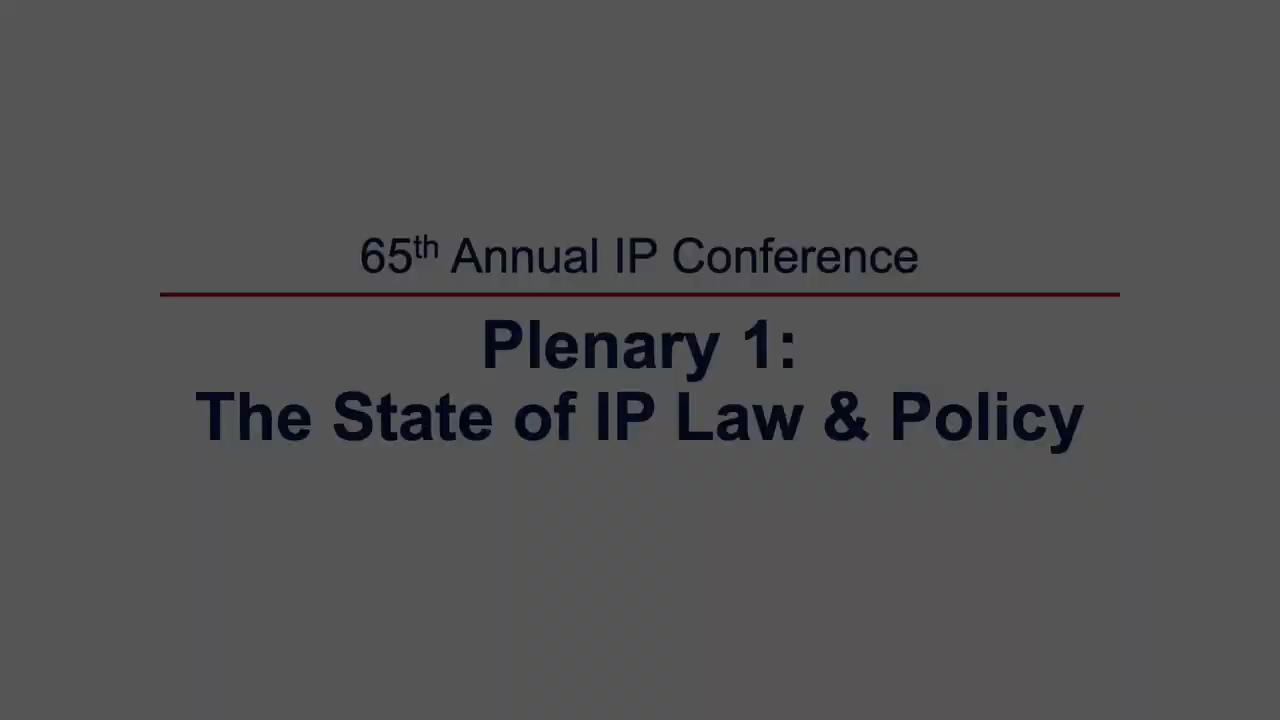 65th Annual IP Conference
Plenary 1:
The State of IP Law & Policy